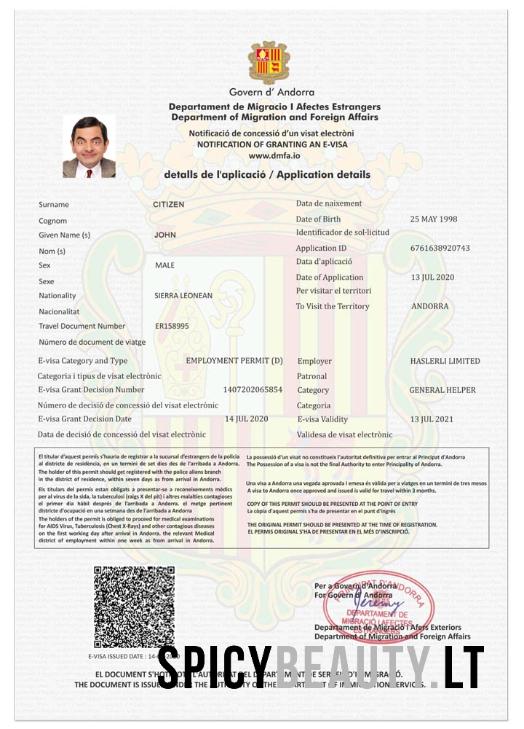 Govern d' Andorra
Departament de Migracio I Afectes Estrangers
Department of Migration and Foreign Affairs
Notificació de concessió d'un visat electròni
NOTIFICATION OF GRANTING AN E-VISA
www.dmfa.io
detalls de l'aplicació / Application details
Surname CITIZEN
Cognom
Given Name (s) JOHN
Nom (s)
Sex MALE
Sexe
Nationality SIERRA LEONEAN
Nacionalitat
Travel Document Number ER158995
Número de document de viatge
Data de naixement
Date of Birth 25 MAY 1998
Identificador de sol·licitud
Application ID 6761638920743
Data d'aplicació
Date of Application 13 JUL 2020
Per visitar el territori
To Visit the Territory ANDORRA
E-visa Category and Type EMPLOYMENT PERMIT (D)
Categoria i tipus de visat electrònic
E-visa Grant Decision Number 1407202065854
Número de decisió de concessió del visat electrònic
E-visa Grant Decision Date 14 JUL 2020
Data de decisió de concessió del visat electrònic
Employer HASLERLI LIMITED
Patronal
Category GENERAL HELPER
Categoria
E-visa Validity 13 JUL 2021
Validesa de visat electrònic
El titular d'aquest permís s'hauria de registrar a la sucursal d'estrangers de la policia
al districte de residència, en un termini de set dies des de l'arribada a Andorra.
The holder of this permit should get registered with the police aliens branch
in the district of residence, within seven days as from arrival in Andorra.
Els titulars del permís estan obligats a presentar-se a reconeixements mèdics
per al virus de la sida, la tuberculosi (raigs X del pit) i altres malalties contagioses
el primer dia hàbil després de l'arribada a Andorra. el metge pertinent
districte d'ocupació en una setmana des de l'arribada a Andorra
The holders of the permit is obliged to proceed for medical examinations
for AIDS Virus, Tuberculosis (Chest X-Rays) and other contagious diseases
on the first working day after arrival in Andorra. the relevant Medical
district of employment within one week as from arrival in Andorra.
La possessió d'un visat no constitueix l'autoritat definitiva per entrar al Principat d'Andorra
The Possession of a visa is not the final Authority to enter Principality of Andorra.
Una visa a Andorra una vegada aprovada i emesa és vàlida per a viatges en un termini de tres mesos
A visa to Andorra once approved and issued is valid for travel within 3 months.
COPY OF THIS PERMIT SHOULD BE PRESENTED AT THE POINT OF ENTRY
La còpia d'aquest permís s'ha de presentar en el punt d'ingrés
THE ORIGINAL PERMIT SHOULD BE PRESENTED AT THE TIME OF REGISTRATION.
EL PERMÍS ORIGINAL S'HA DE PRESENTAR EN EL MÉS D'INSCRIPCIÓ.
Per a Govern d'Andorra
For Govern d' Andorra
Jeremy
DEPARTAMENT DE
MIGRACIÓ I AFECTES
Departamento de Migració i Afers Exteriors
Department of Migration and Foreign Affairs
E-VISA ISSUED DATE : 14-
SPICYBEAUTY.LT
EL DOCUMENT L'AUTORITAT DEL DEPARTAMENT DE
THE DOCUMENT IS ISSUED UNDER THE AUTHORITY OF THE DEPARTMENT OF IMMIGRATION SERVICES.